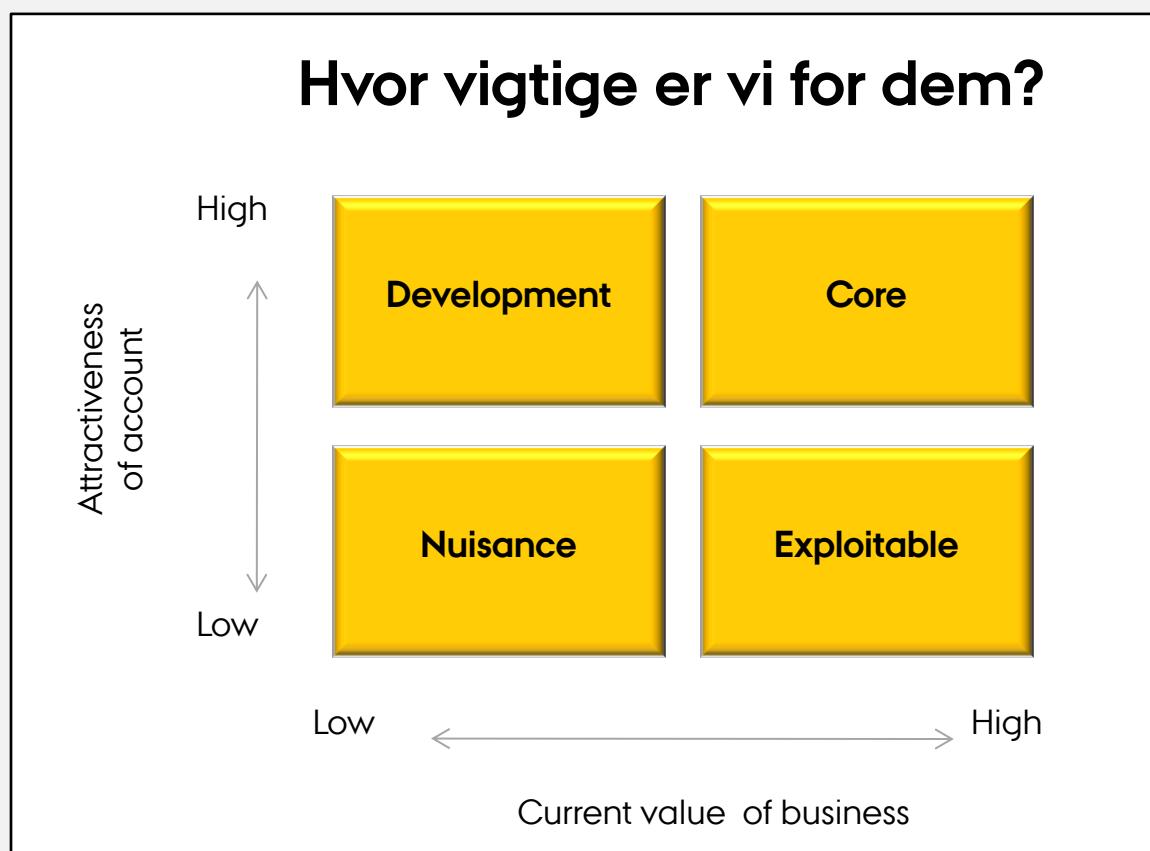 Hvor vigtige er vi for dem?
High
Development
Core
Attractiveness
of account
Nuisance
Exploitable
Low
Low
High
Current value  of business